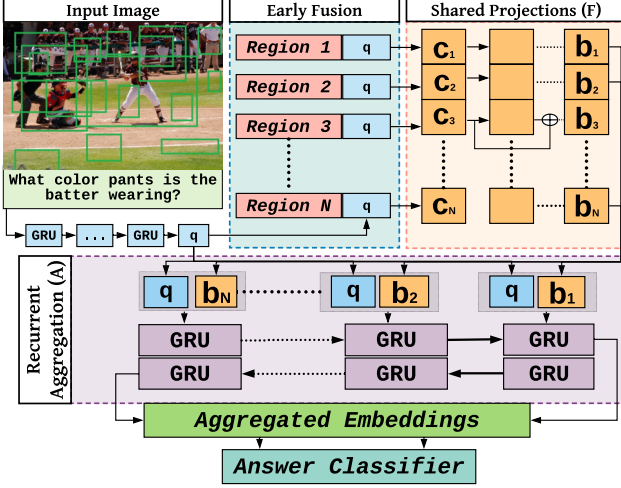 Input Image
Early Fusion
Shared Projections (F)
Region 1 q
Region 2 q
Region 3 q
Region N q
c1 b1
c2 b2
c3 b3
cN bN
What color pants is the
batter wearing?
GRU ... GRU q
Recurrent
Aggregation (A)
q bN q b2 q b1
GRU GRU GRU
GRU GRU GRU
Aggregated Embeddings
Answer Classifier